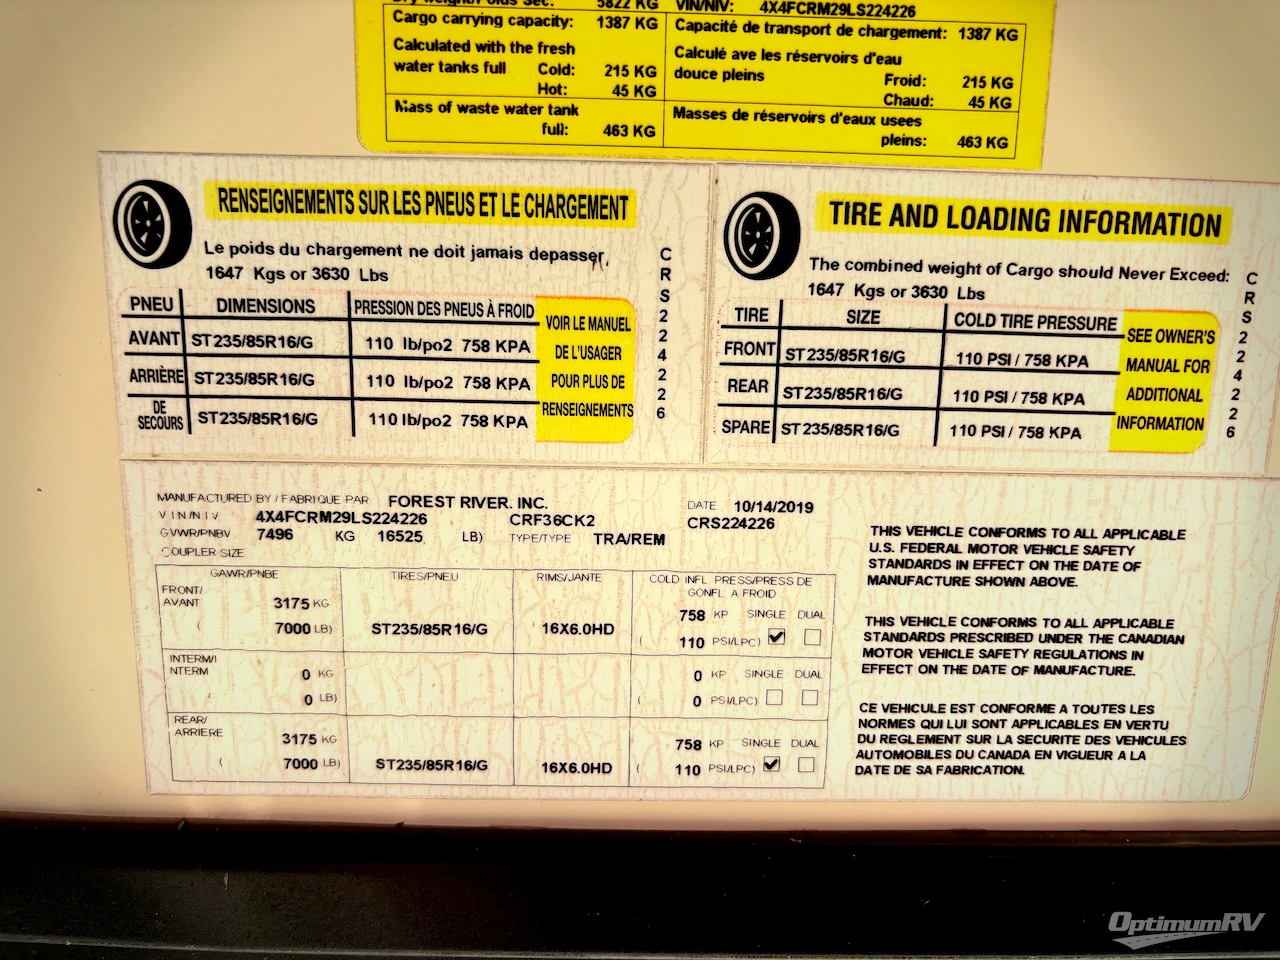 Dry weight/Poids Sec: 5822 KG VIN/NIV: 4X4FCRM29LS224226
Cargo carrying capacity: 1387 KG
Calculated with the fresh
water tanks full Cold: 215 KG
Hot: 45 KG
Mass of waste water tank
full: 463 KG
Capacité de transport de chargement: 1387 KG
Calculé ave les réservoirs d'eau
douce pleins Froid: 215 KG
Chaud: 45 KG
Masses de réservoirs d'eaux usees
pleins: 463 KG
RENSEIGNEMENTS SUR LES PNEUS ET LE CHARGEMENT
Le poids du chargement ne doit jamais depasser,
1647 Kgs or 3630 Lbs
PNEU DIMENSIONS PRESSION DES PNEUS À FROID
AVANT ST235/85R16/G 110 lb/po2 758 KPA
ARRIÈRE ST235/85R16/G 110 lb/po2 758 KPA
DE SECOURS ST235/85R16/G 110 lb/po2 758 KPA
VOIR LE MANUEL
DE L'USAGER
POUR PLUS DE
RENSEIGNEMENTS
CRS224226
TIRE AND LOADING INFORMATION
The combined weight of Cargo should Never Exceed:
1647 Kgs or 3630 Lbs
TIRE SIZE COLD TIRE PRESSURE
FRONT ST235/85R16/G 110 PSI / 758 KPA
REAR ST235/85R16/G 110 PSI / 758 KPA
SPARE ST235/85R16/G 110 PSI / 758 KPA
SEE OWNER'S
MANUAL FOR
ADDITIONAL
INFORMATION
CRS224226
MANUFACTURED BY / FABRIQUE PAR FOREST RIVER. INC. DATE 10/14/2019
VIN/NIV 4X4FCRM29LS224226 CRF36CK2 CRS224226
GVWR/PNBV 7496 KG 16525 LB) TYPE/TYPE TRA/REM
COUPLER SIZE
GAWR/PNBE TIRES/PNEU RIMS/JANTE COLD INFL PRESS/PRESS DE
GONFL A FROID
FRONT/
AVANT 3175 KG 758 KP SINGLE DUAL
( 7000 LB) ST235/85R16/G 16X6.0HD ( 110 PSI/LPC)
INTERM/I
NTERM 0 KG 0 KP SINGLE DUAL
( 0 LB) ( 0 PSI/LPC)
REAR/
ARRIERE 3175 KG 758 KP SINGLE DUAL
( 7000 LB) ST235/85R16/G 16X6.0HD ( 110 PSI/LPC)
THIS VEHICLE CONFORMS TO ALL APPLICABLE
U.S. FEDERAL MOTOR VEHICLE SAFETY
STANDARDS IN EFFECT ON THE DATE OF
MANUFACTURE SHOWN ABOVE.
THIS VEHICLE CONFORMS TO ALL APPLICABLE
STANDARDS PRESCRIBED UNDER THE CANADIAN
MOTOR VEHICLE SAFETY REGULATIONS IN
EFFECT ON THE DATE OF MANUFACTURE.
CE VEHICULE EST CONFORME A TOUTES LES
NORMES QUI LUI SONT APPLICABLES EN VERTU
DU REGLEMENT SUR LA SECURITE DES VEHICULES
AUTOMOBILES DU CANADA EN VIGUEUR A LA
DATE DE SA FABRICATION.
OptimumRV